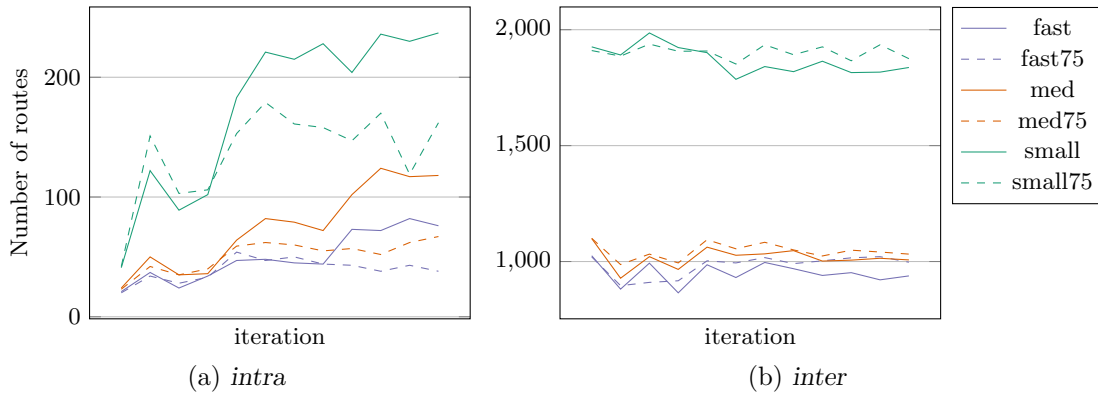 Number of routes
200
100
0
iteration
(a) intra
2,000
1,500
1,000
iteration
(b) inter
fast
fast75
med
med75
small
small75